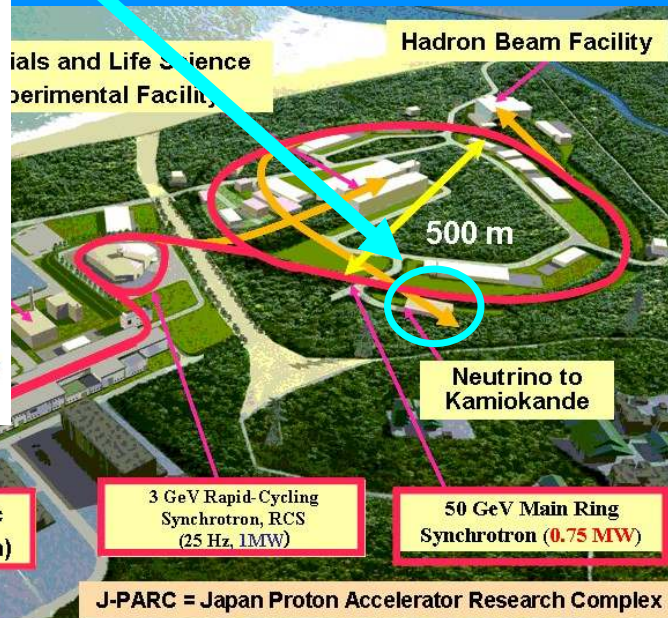 ials and Life Science
perimental Facility
Hadron Beam Facility
500 m
Neutrino to
Kamiokande
3 GeV Rapid-Cycling
Synchrotron, RCS
(25 Hz, 1MW)
50 GeV Main Ring
Synchrotron (0.75 MW)
J-PARC = Japan Proton Accelerator Research Complex